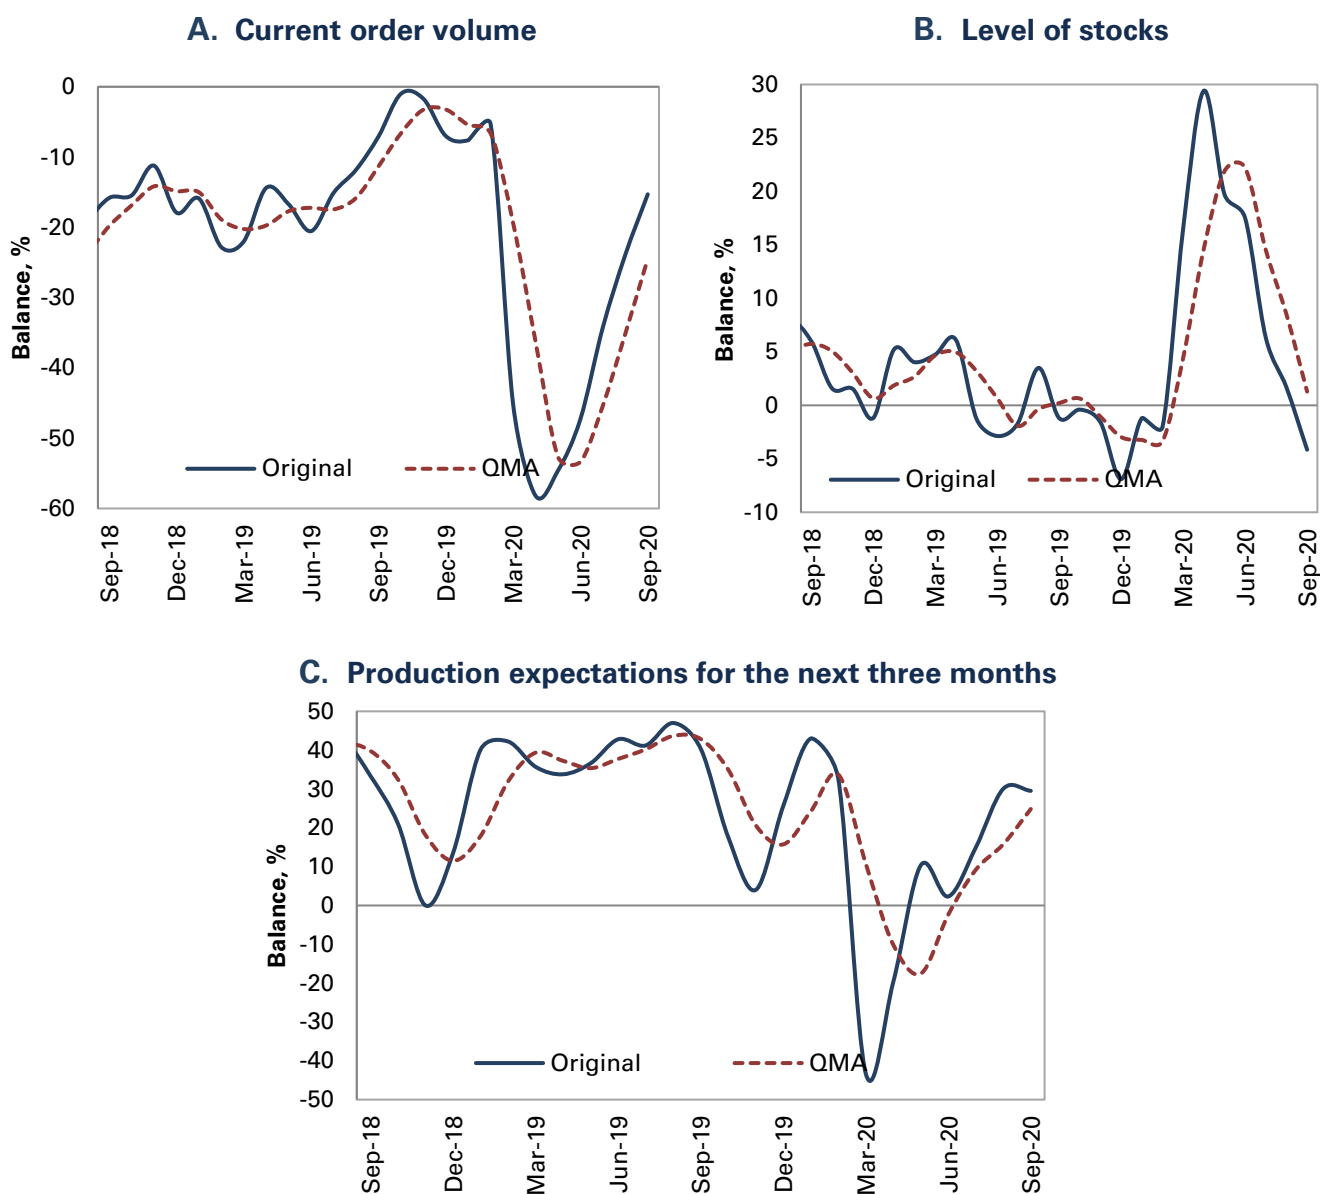 A. Current order volume
Balance, %
0
-10
-20
-30
-40
-50
-60
Original
QMA
Sep-18
Dec-18
Mar-19
Jun-19
Sep-19
Dec-19
Mar-20
Jun-20
Sep-20
B. Level of stocks
Balance, %
30
25
20
15
10
5
0
-5
-10
Original
QMA
Sep-18
Dec-18
Mar-19
Jun-19
Sep-19
Dec-19
Mar-20
Jun-20
Sep-20
C. Production expectations for the next three months
Balance, %
50
40
30
20
10
0
-10
-20
-30
-40
-50
Original
QMA
Sep-18
Dec-18
Mar-19
Jun-19
Sep-19
Dec-19
Mar-20
Jun-20
Sep-20